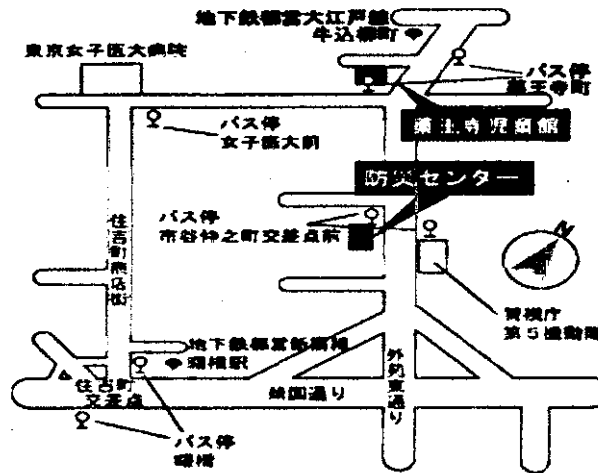 地下鉄都営大江戸線
牛込柳町
東京女子医大病院
バス停
薬王寺町
バス停
女子医大前
薬王寺児童館
防災センター
バス停
市谷仲之町交差点前
住吉町商店街
N
警視庁
第5機動隊
地下鉄都営新宿線
曙橋駅
外苑東通り
住吉町
交差点
靖国通り
バス停
曙橋